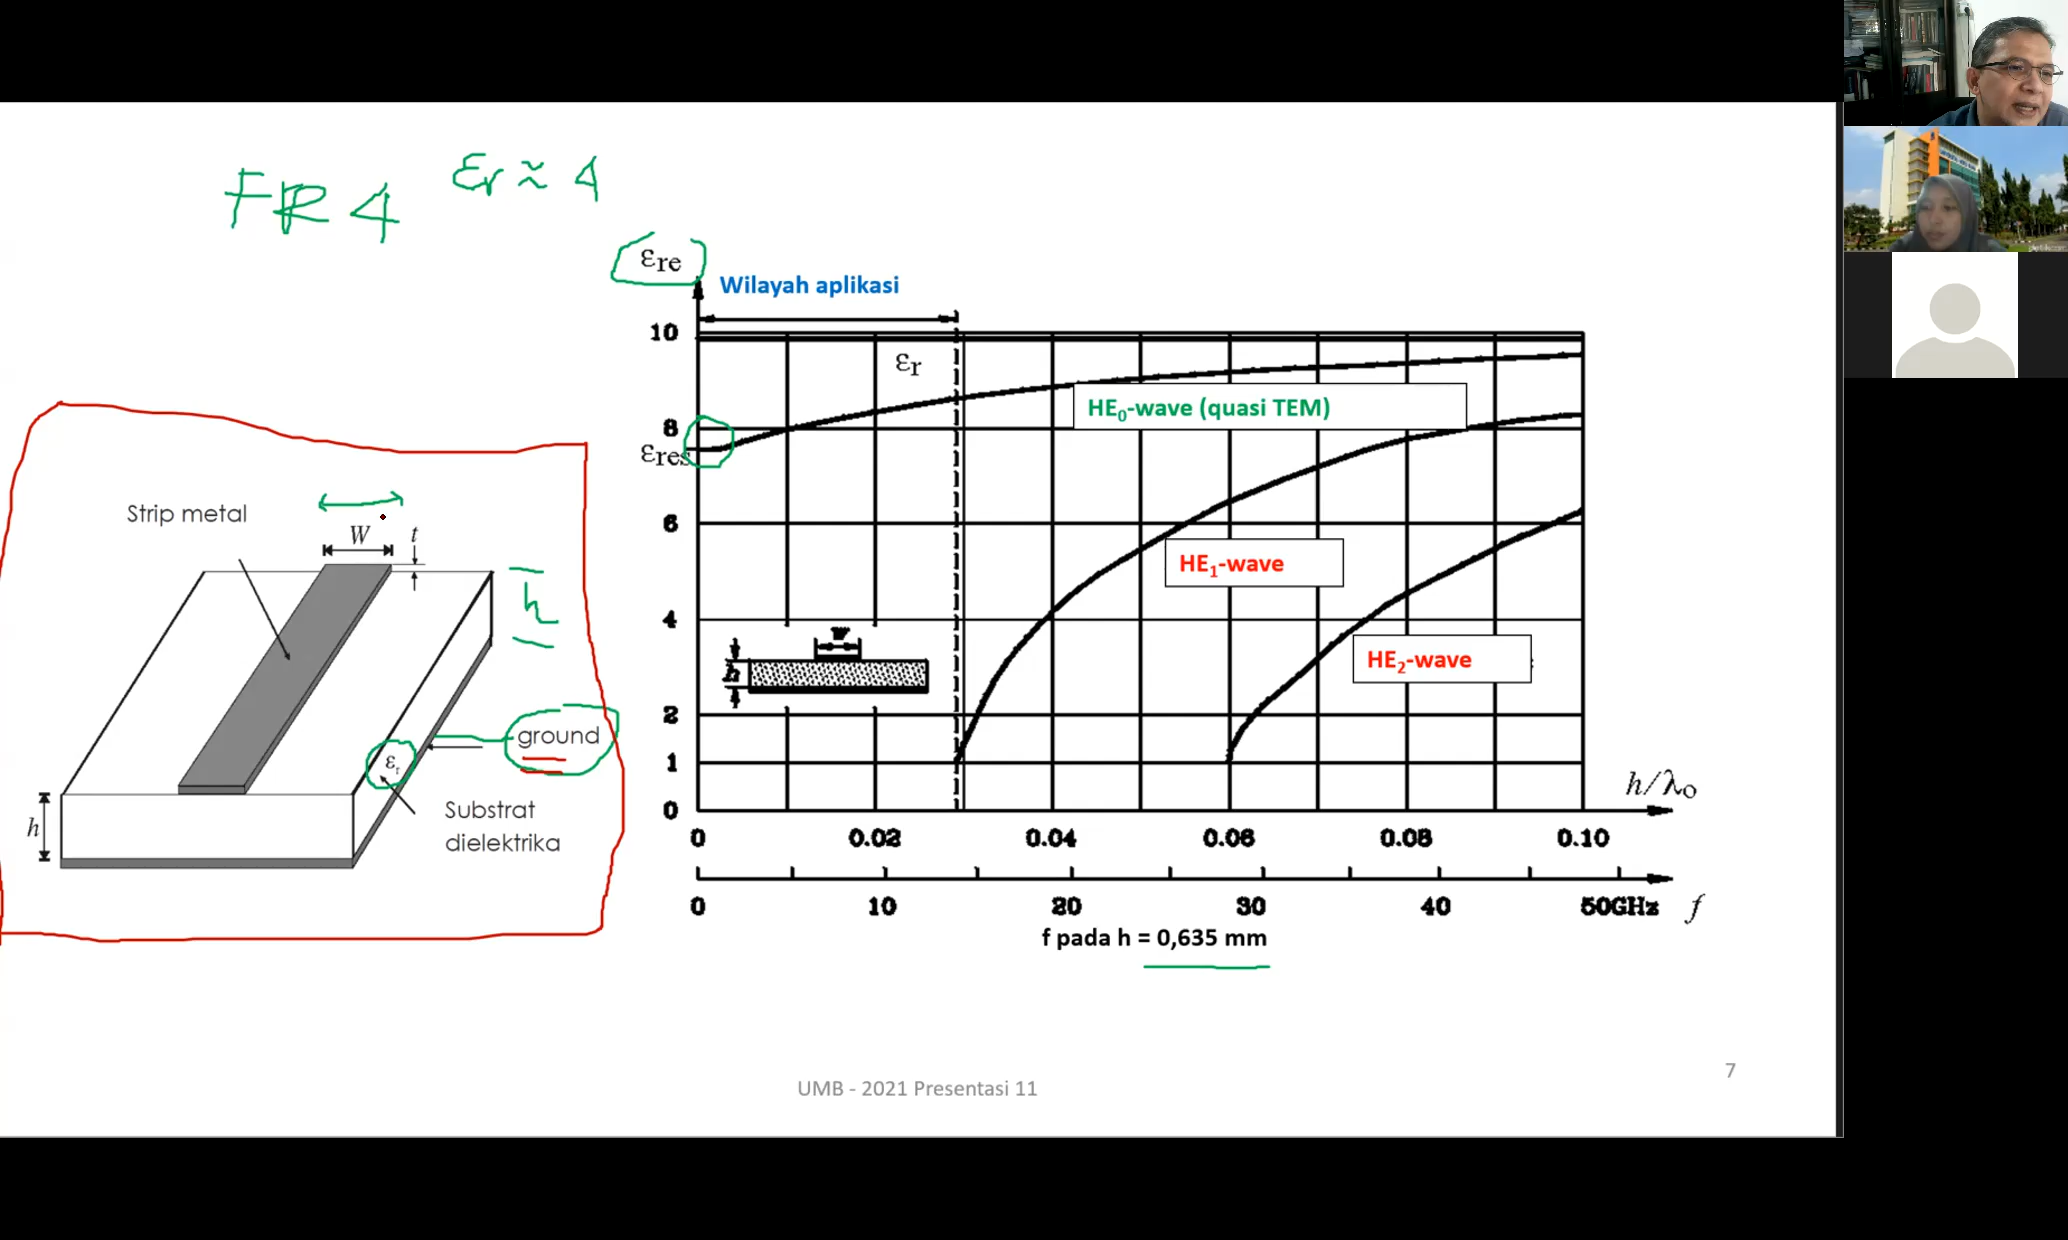 FR4 εr ≈ 4
εre
Wilayah aplikasi
10
εr
HE0-wave (quasi TEM)
8
εres
Strip metal
W
t
h
6
HE1-wave
4
W
h
HE2-wave
2
ground
εr
1
h/λ0
0
h
Substrat
dielektrika
0 0.02 0.04 0.06 0.08 0.10
0 10 20 30 40 50GHz f
f pada h = 0,635 mm
7
UMB - 2021 Presentasi 11